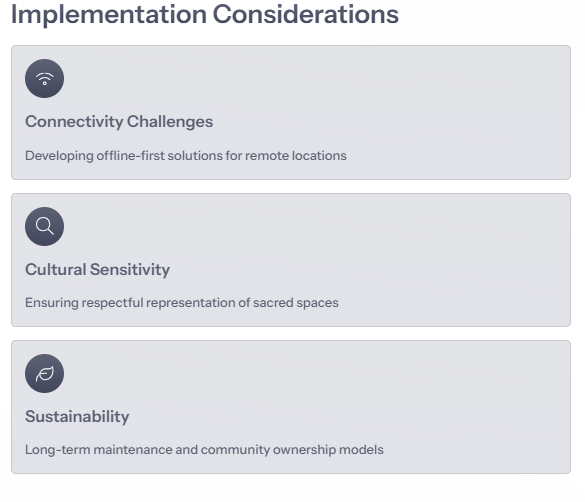 Implementation Considerations
Connectivity Challenges
Developing offline-first solutions for remote locations
Cultural Sensitivity
Ensuring respectful representation of sacred spaces
Sustainability
Long-term maintenance and community ownership models